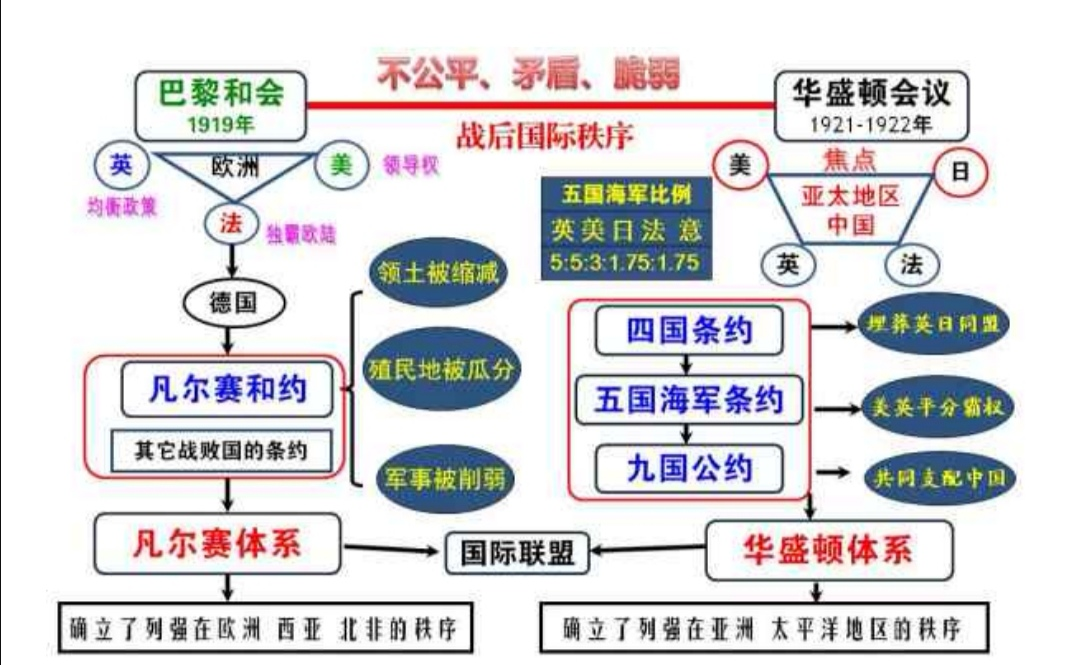 不公平、矛盾、脆弱
巴黎和会
1919年
战后国际秩序
华盛顿会议
1921-1922年
英
欧洲
美
领导权
均衡政策
法
独霸欧陆
美
焦点
日
亚太地区
中国
英
法
五国海军比例
英美日法 意
5:5:3:1.75:1.75
德国
领土被缩减
殖民地被瓜分
军事被削弱
凡尔赛和约
其它战败国的条约
四国条约
埋葬英日同盟
五国海军条约
美英平分霸权
九国公约
共同支配中国
凡尔赛体系
国际联盟
华盛顿体系
确立了列强在欧洲 西亚 北非的秩序
确立了列强在亚洲 太平洋地区的秩序